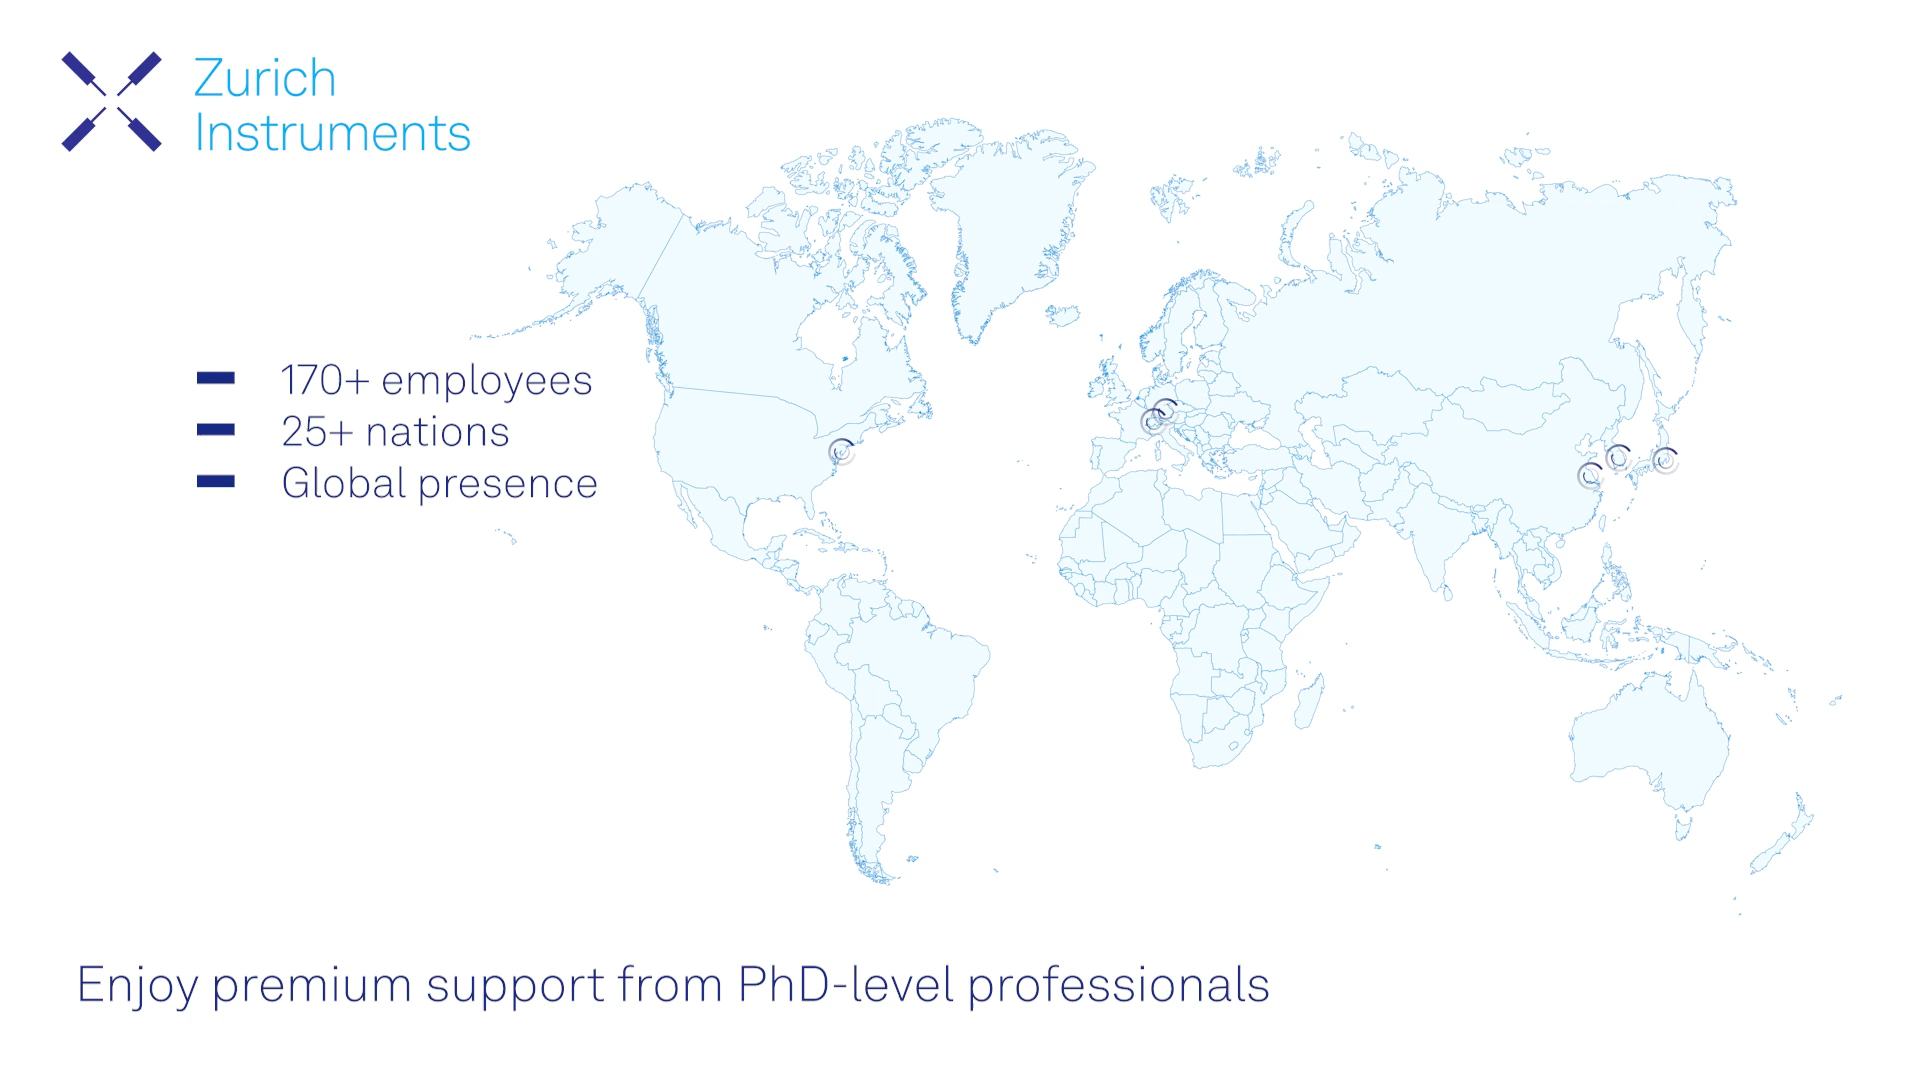 Zurich
Instruments
170+ employees
25+ nations
Global presence
Enjoy premium support from PhD-level professionals